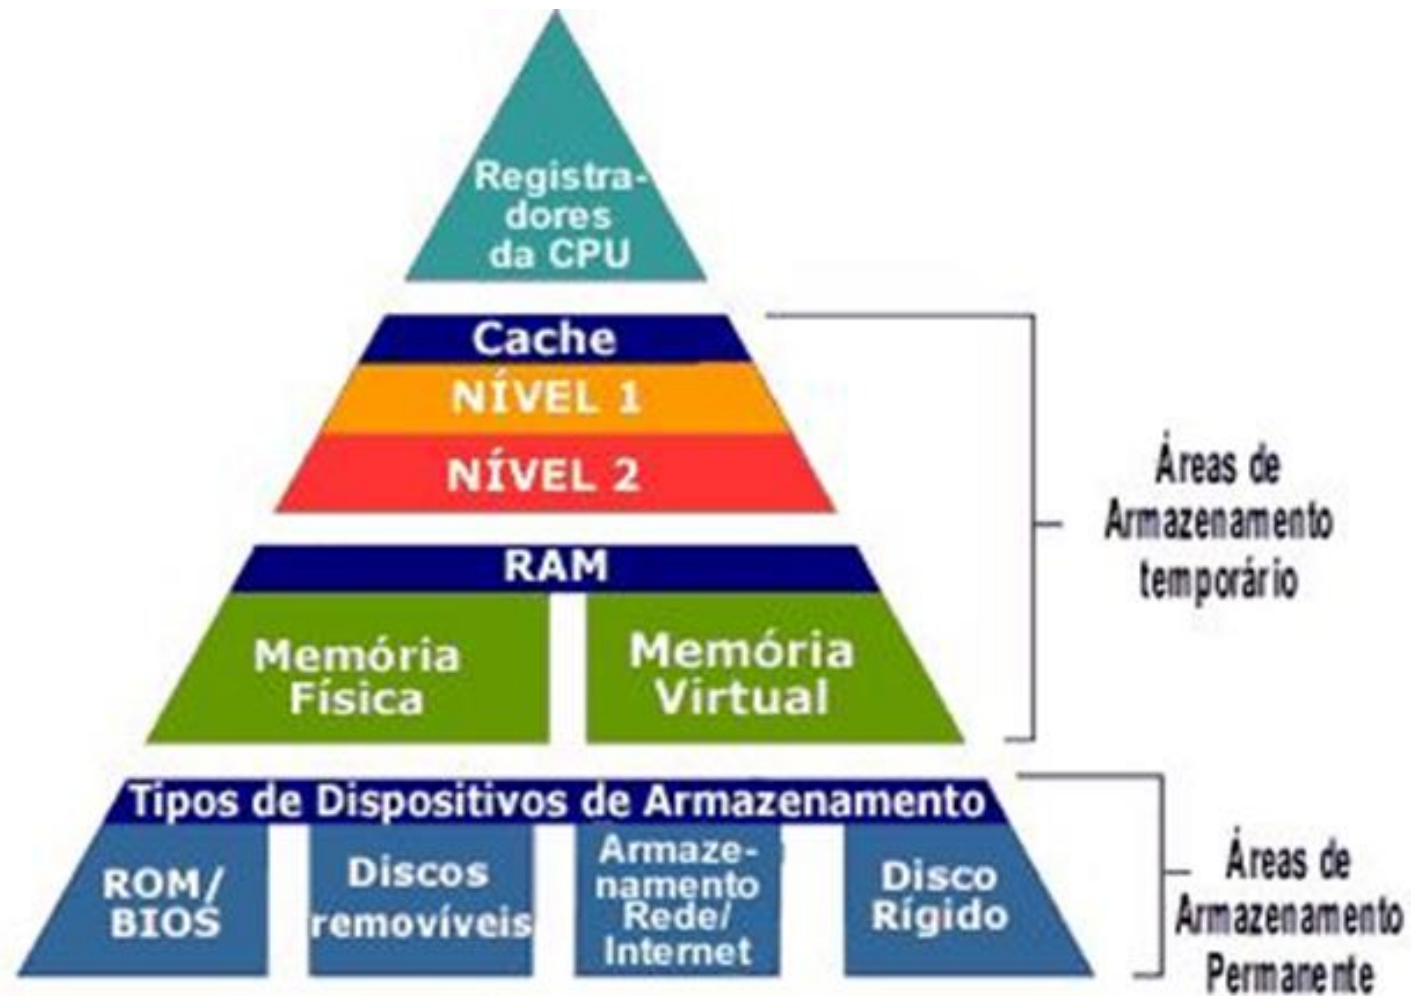 Registra-
dores
da CPU
Cache
NÍVEL 1
NÍVEL 2
RAM
Memória
Física
Memória
Virtual
Áreas de
Armazenamento
temporário
Tipos de Dispositivos de Armazenamento
ROM/
BIOS
Discos
removíveis
Armaze-
namento
Rede/
Internet
Disco
Rígido
Áreas de
Armazenamento
Permanente